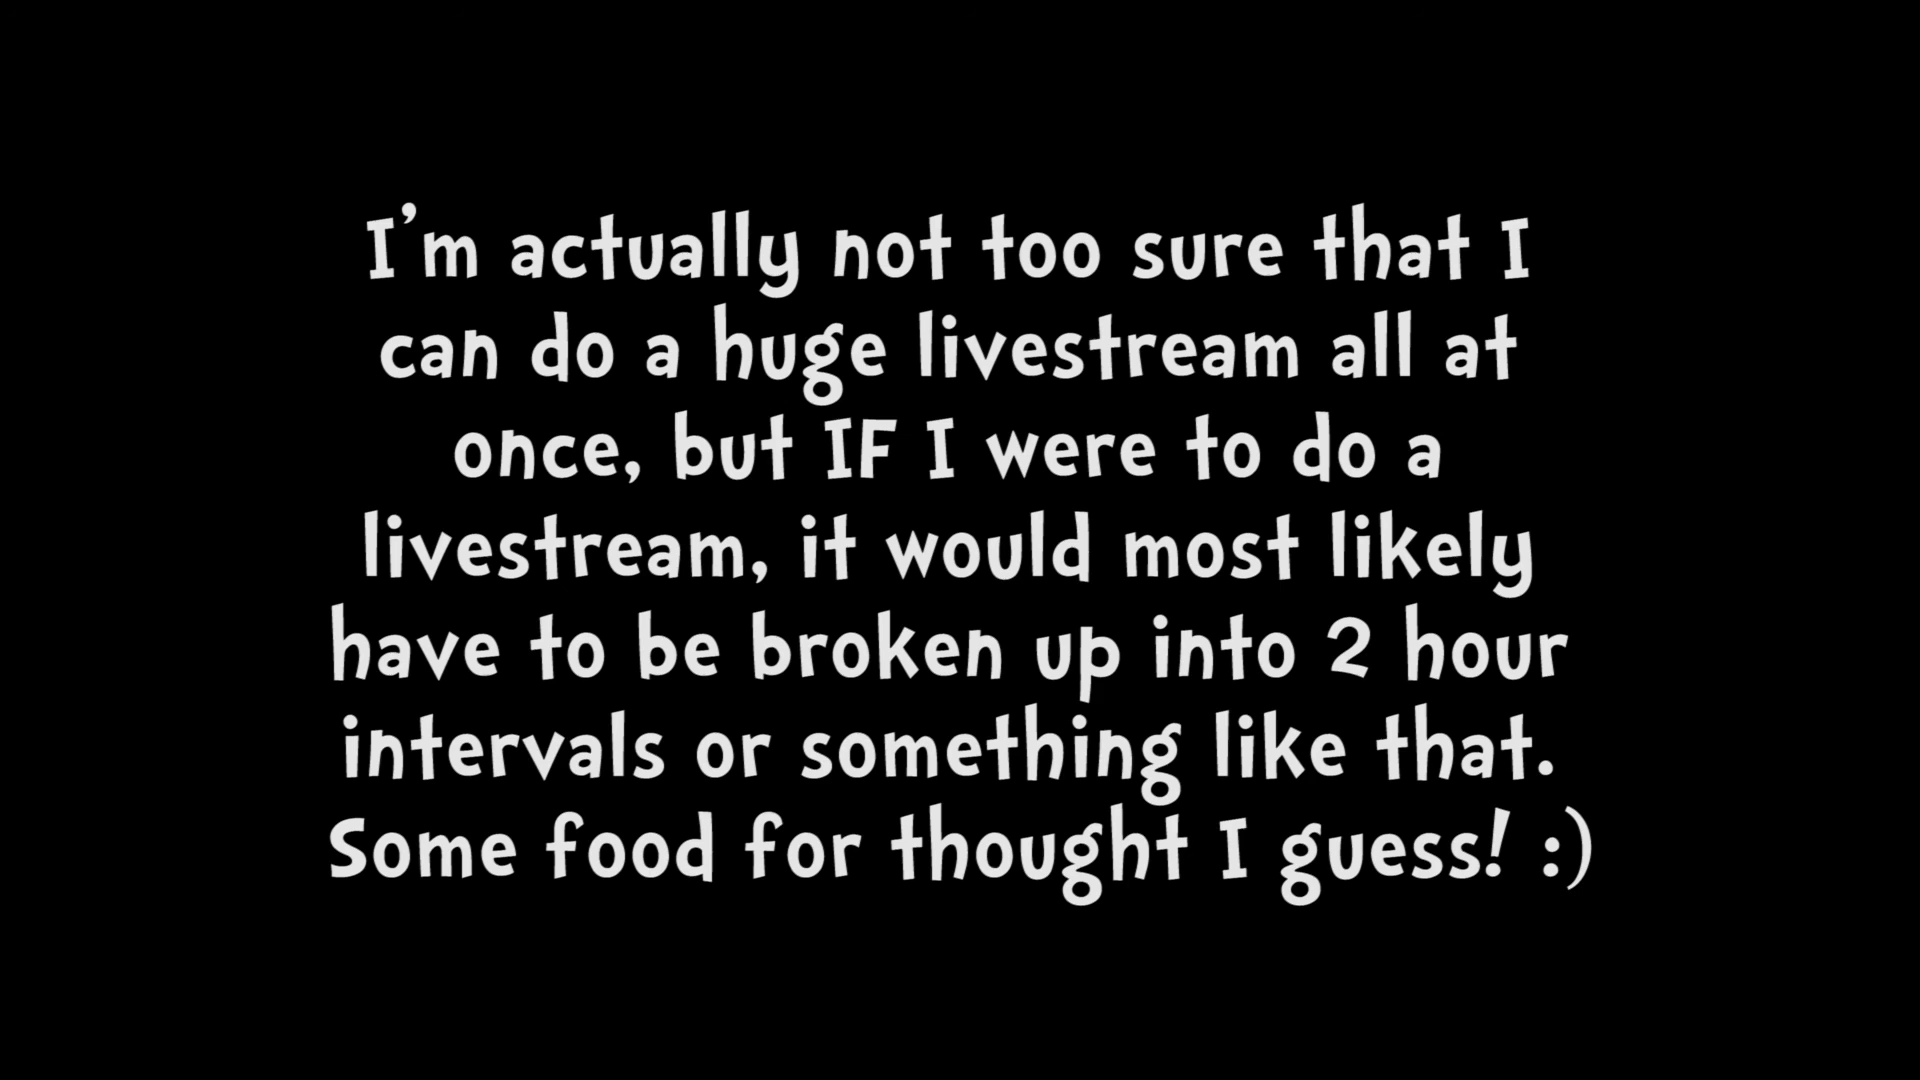 I'm actually not too sure that I
can do a huge livestream all at
once, but IF I were to do a
livestream, it would most likely
have to be broken up into 2 hour
intervals or something like that.
Some food for thought I guess! :)